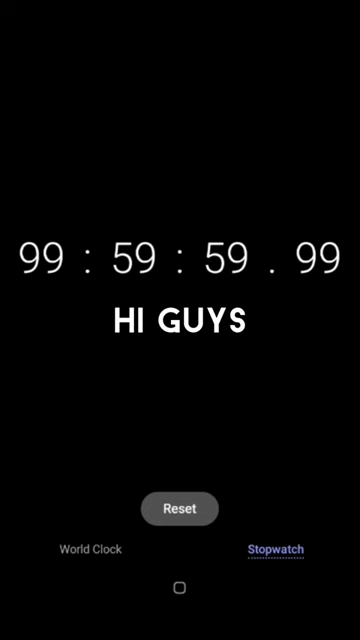 99 : 59 : 59 . 99
HI GUYS
Reset
World Clock
Stopwatch